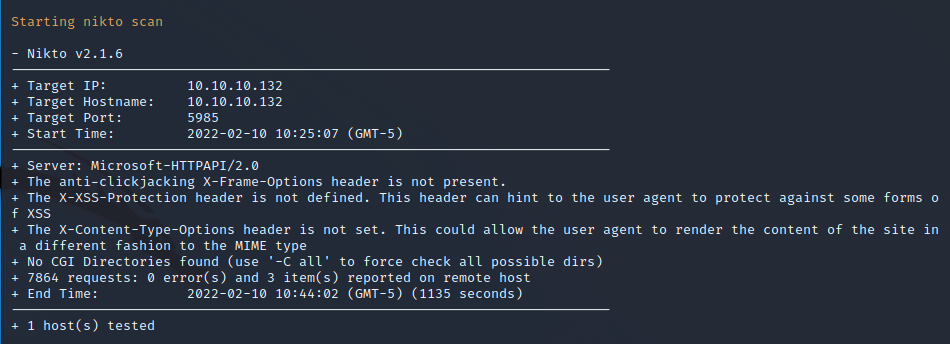 Starting nikto scan
- Nikto v2.1.6
+ Target IP:          10.10.10.132
+ Target Hostname:    10.10.10.132
+ Target Port:        5985
+ Start Time:         2022-02-10 10:25:07 (GMT-5)
+ Server: Microsoft-HTTPAPI/2.0
+ The anti-clickjacking X-Frame-Options header is not present.
+ The X-XSS-Protection header is not defined. This header can hint to the user agent to protect against some forms o
f XSS
+ The X-Content-Type-Options header is not set. This could allow the user agent to render the content of the site in
 a different fashion to the MIME type
+ No CGI Directories found (use '-C all' to force check all possible dirs)
+ 7864 requests: 0 error(s) and 3 item(s) reported on remote host
+ End Time:           2022-02-10 10:44:02 (GMT-5) (1135 seconds)
+ 1 host(s) tested